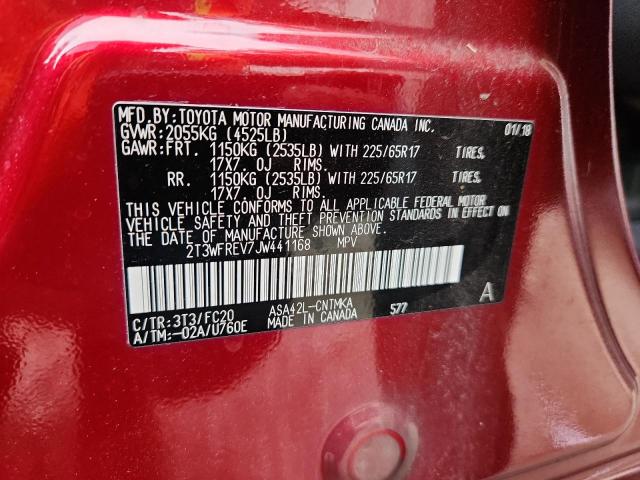 MFD.BY:TOYOTA MOTOR MANUFACTURING CANADA INC. 01/18
GVWR:2055KG (4525LB)
GAWR:FRT. 1150KG (2535LB) WITH 225/65R17 TIRES,
17X7.0J RIMS,
RR. 1150KG (2535LB) WITH 225/65R17 TIRES,
17X7.0J RIMS,
THIS VEHICLE CONFORMS TO ALL APPLICABLE FEDERAL MOTOR
VEHICLE SAFETY AND THEFT PREVENTION STANDARDS IN EFFECT
ON THE DATE OF MANUFACTURE SHOWN ABOVE.
2T3WFREV7JW441168 MPV
C/TR:3T3/FC20 ASA42L-CNTMKA 577 A
A/TM:-02A/U760E MADE IN CANADA